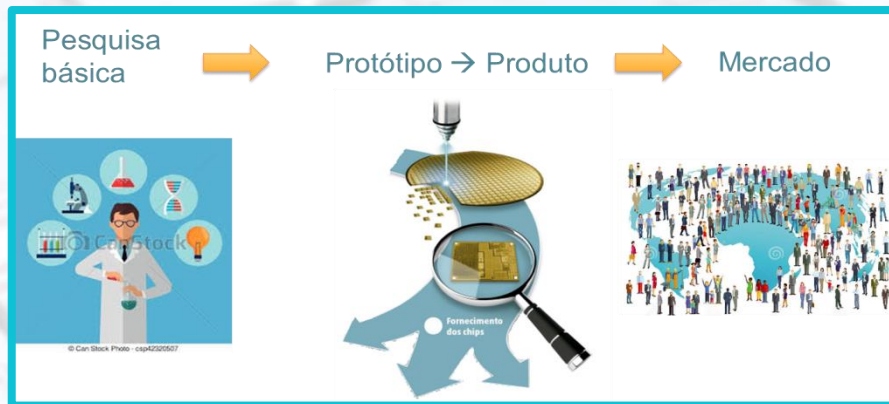 Pesquisa
básica
Protótipo → Produto
Mercado
CanStock
Fornecimento
dos chips
© Can Stock Photo - csp42320507